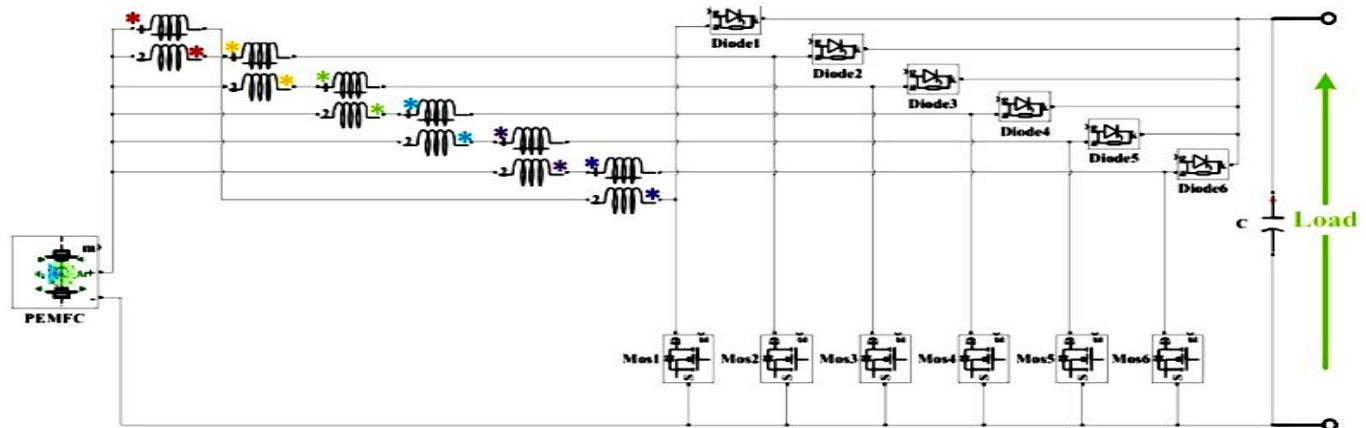 Diode1
Diode2
Diode3
Diode4
Diode5
Diode6
C
Load
m
+
-
PEMFC
Mos1
Mos2
Mos3
Mos4
Mos5
Mos6